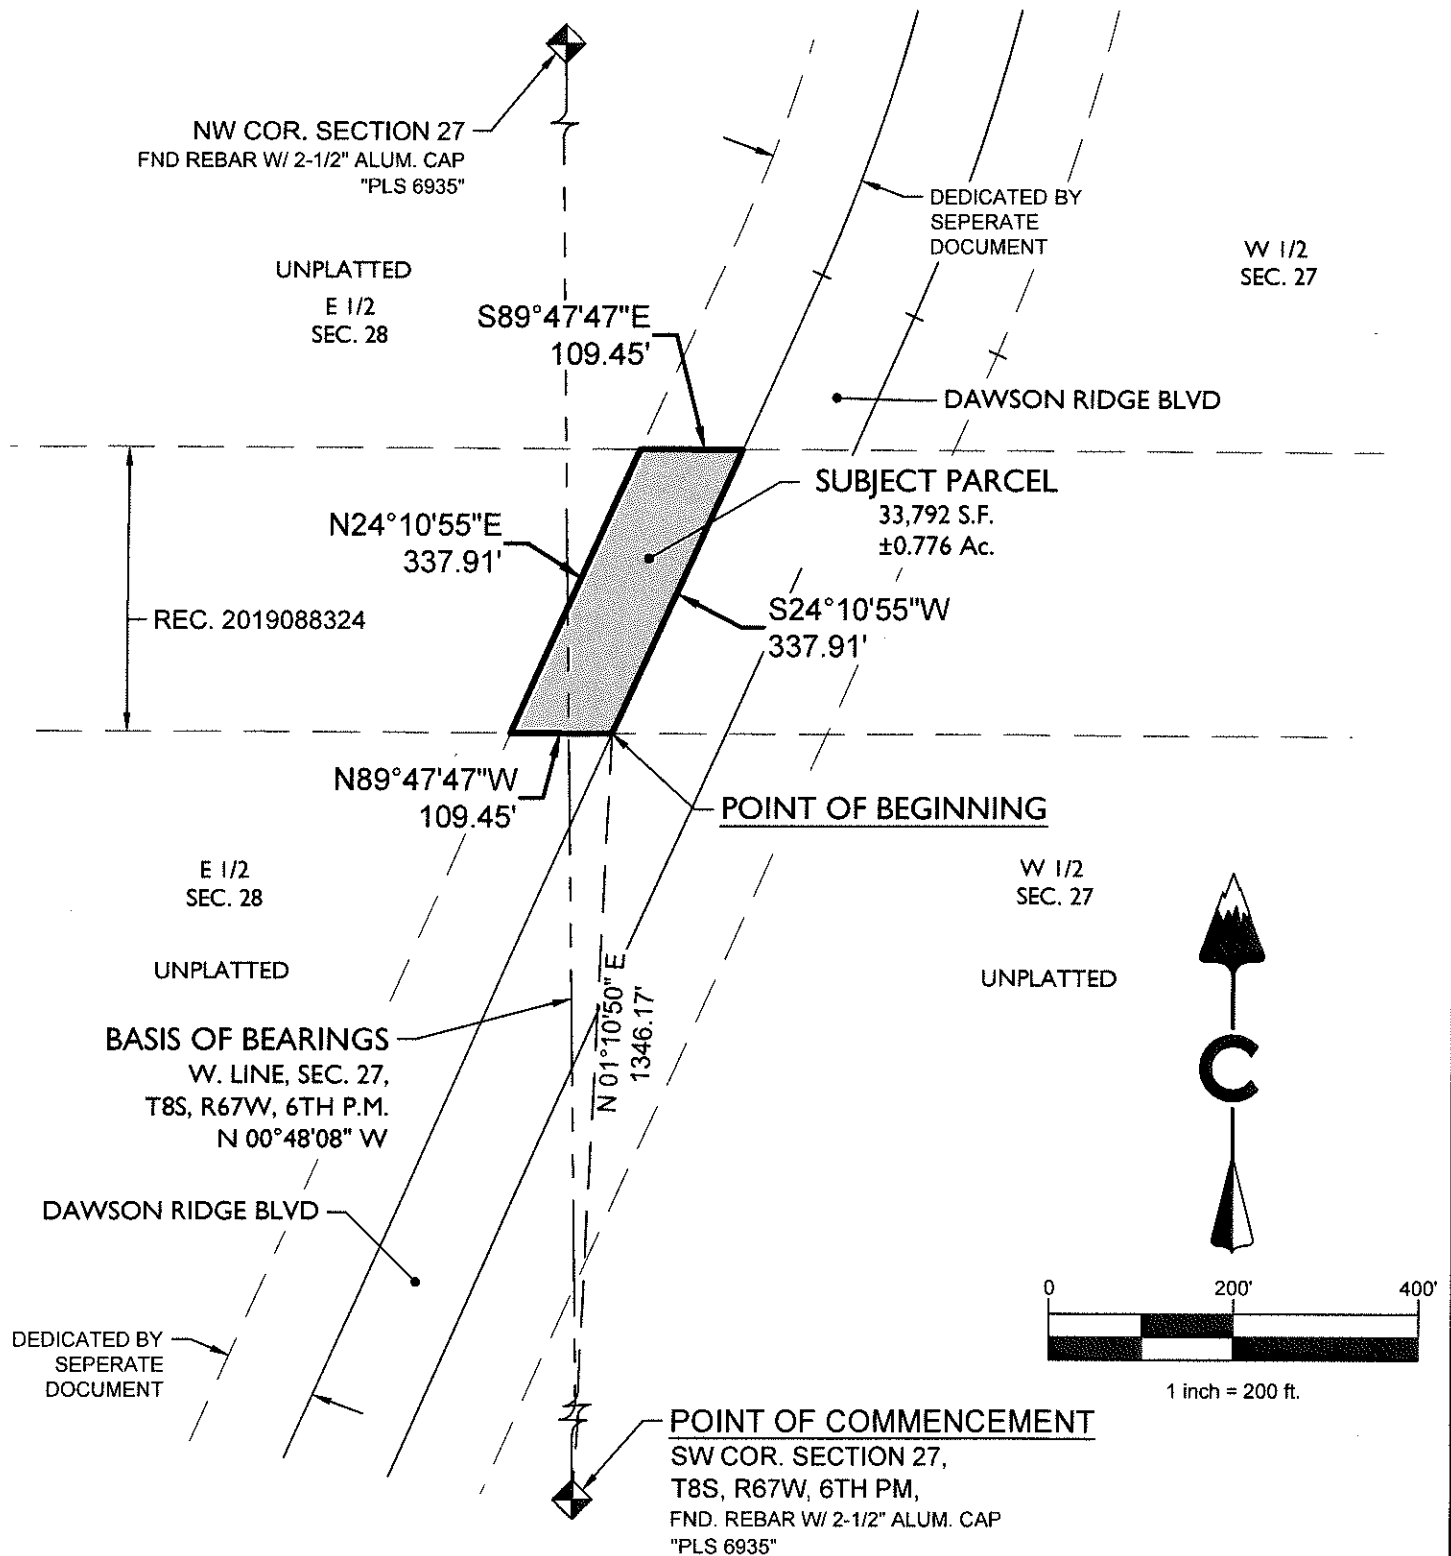 NW COR. SECTION 27
FND REBAR W/ 2-1/2" ALUM. CAP
"PLS 6935"
DEDICATED BY
SEPERATE
DOCUMENT
W 1/2
SEC. 27
UNPLATTED
E 1/2
SEC. 28
S89°47'47"E
109.45'
DAWSON RIDGE BLVD
SUBJECT PARCEL
33,792 S.F.
±0.776 Ac.
N24°10'55"E
337.91'
REC. 2019088324
S24°10'55"W
337.91'
N89°47'47"W
109.45'
POINT OF BEGINNING
E 1/2
SEC. 28
W 1/2
SEC. 27
UNPLATTED
UNPLATTED
N 01°10'50" E
1346.17'
BASIS OF BEARINGS
W. LINE, SEC. 27,
T8S, R67W, 6TH P.M.
N 00°48'08" W
C
DAWSON RIDGE BLVD
0 200' 400'
1 inch = 200 ft.
DEDICATED BY
SEPERATE
DOCUMENT
POINT OF COMMENCEMENT
SW COR. SECTION 27,
T8S, R67W, 6TH PM,
FND. REBAR W/ 2-1/2" ALUM. CAP
"PLS 6935"